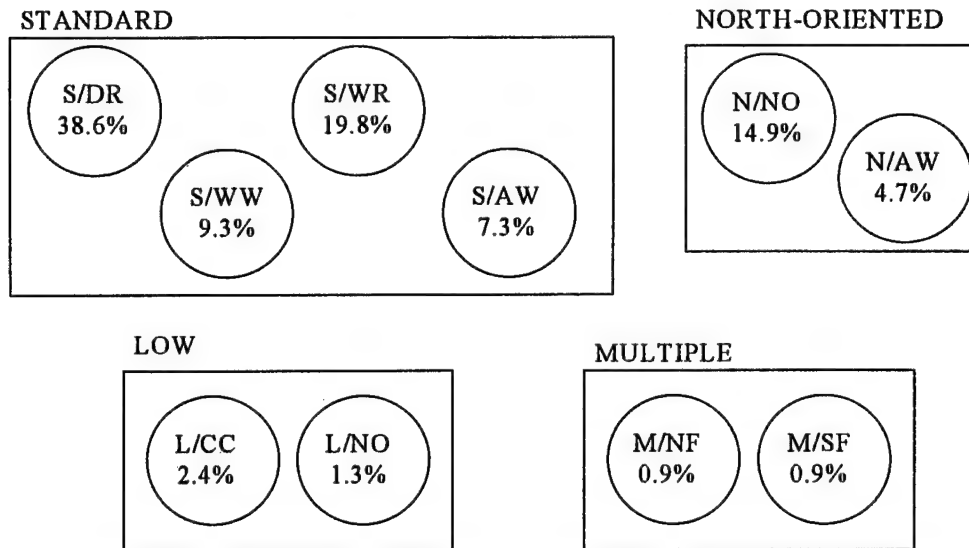 STANDARD
S/DR
38.6%
S/WR
19.8%
S/WW
9.3%
S/AW
7.3%
NORTH-ORIENTED
N/NO
14.9%
N/AW
4.7%
LOW
L/CC
2.4%
L/NO
1.3%
MULTIPLE
M/NF
0.9%
M/SF
0.9%